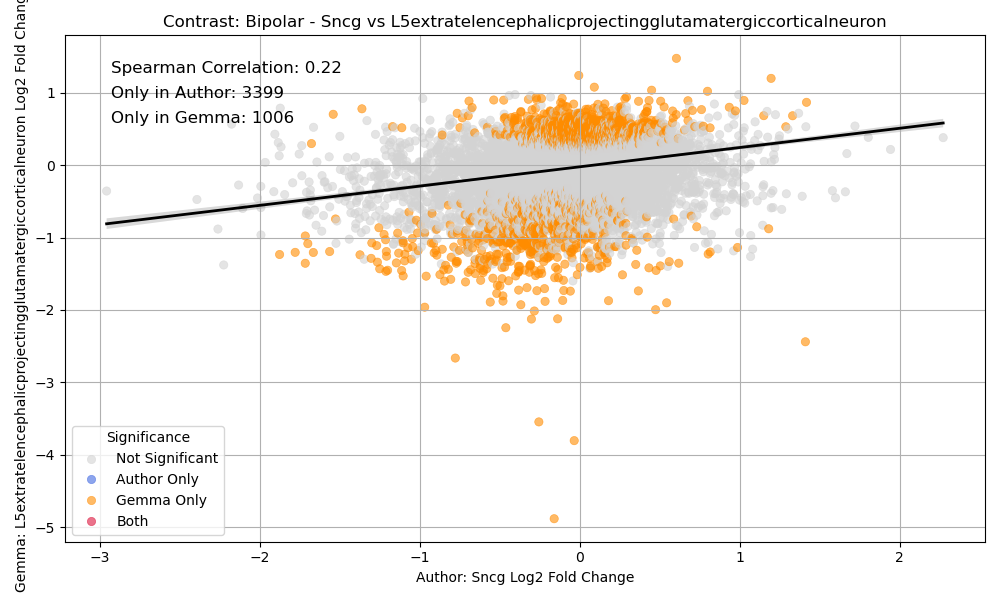 Contrast: Bipolar - Sncg vs L5extratelencephalicprojectingglutamatergiccorticalneuron
Gemma: L5extratelencephalicprojectingglutamatergiccorticalneuron Log2 Fold Chang
Spearman Correlation: 0.22
Only in Author: 3399
Only in Gemma: 1006
1
0
−1
−2
−3
−4
−5
Significance
Not Significant
Author Only
Gemma Only
Both
−3
−2
−1
0
1
2
Author: Sncg Log2 Fold Change